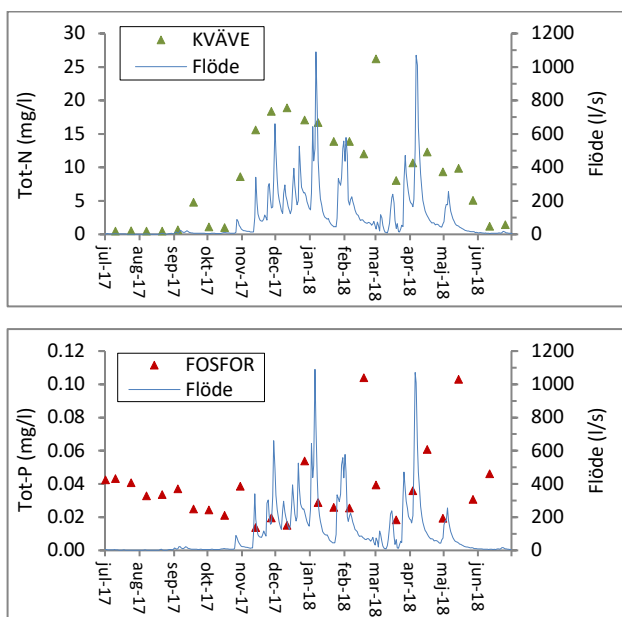 KVÄVE
Flöde
Tot-N (mg/l)
30
25
20
15
10
5
0
1200
1000
800
600
400
200
0
Flöde (l/s)
jul-17
aug-17
sep-17
okt-17
nov-17
dec-17
jan-18
feb-18
mar-18
apr-18
maj-18
jun-18
FOSFOR
Flöde
Tot-P (mg/l)
0.12
0.10
0.08
0.06
0.04
0.02
0.00
1200
1000
800
600
400
200
0
Flöde (l/s)
jul-17
aug-17
sep-17
okt-17
nov-17
dec-17
jan-18
feb-18
mar-18
apr-18
maj-18
jun-18